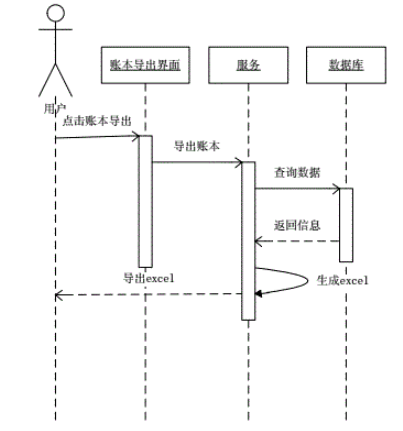 账本导出界面
服务
数据库
用户
点击账本导出
导出账本
查询数据
返回信息
导出excel
生成excel